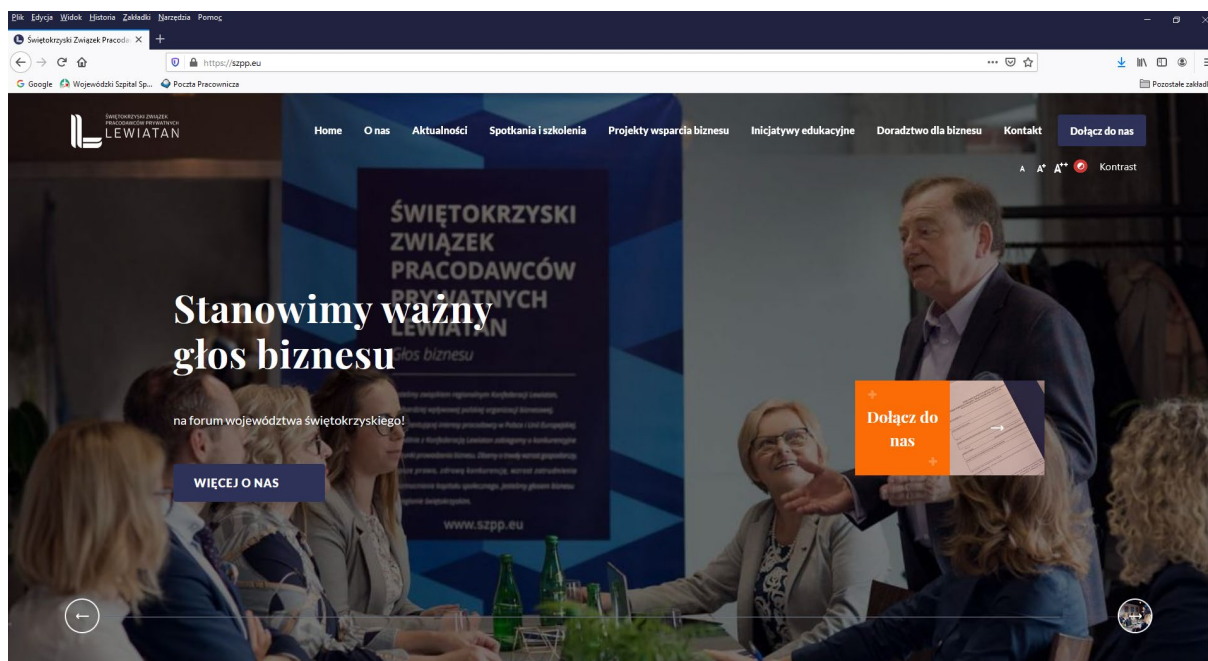 Plik Edycja Widok Historia Zakładki Narzędzia Pomoc
Świętokrzyski Związek Pracoda
https://szpp.eu
Google Wojewódzki Szpital Sp... Poczta Pracownicza Pozostałe zakładk
ŚWIĘTOKRZYSKI ZWIĄZEK
PRACODAWCÓW PRYWATNYCH
LEWIATAN
Home O nas Aktualności Spotkania i szkolenia Projekty wsparcia biznesu Inicjatywy edukacyjne Doradztwo dla biznesu Kontakt Dołącz do nas
A A+ A++ Kontrast
ŚWIĘTOKRZYSKI
ZWIĄZEK
PRACODAWCÓW
PRYWATNYCH
LEWIATAN
Głos biznesu
www.szpp.eu
Stanowimy ważny
głos biznesu
na forum województwa świętokrzyskiego!
WIĘCEJ O NAS
Dołącz do
nas